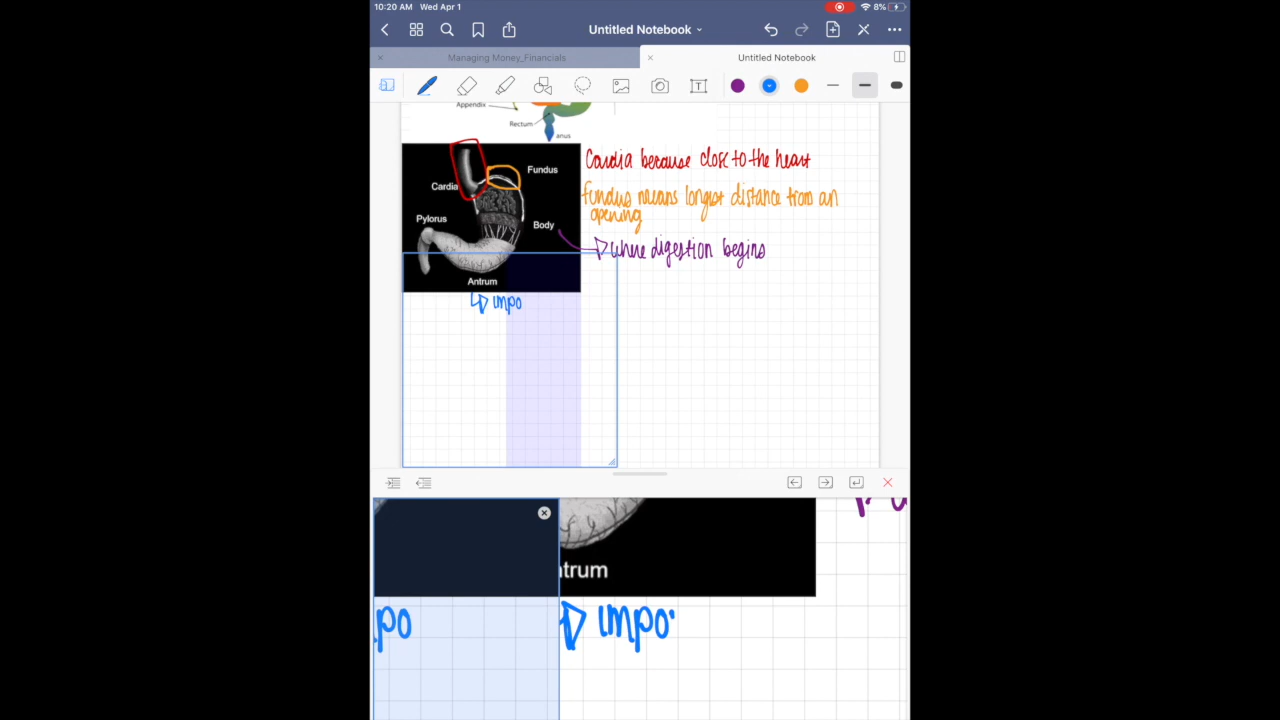 10:20 AM Wed Apr 1
8%
Untitled Notebook
Managing Money_Financials
Untitled Notebook
T
Appendix
Rectum
anus
Fundus
Cardia
Pylorus
Body
Antrum
Cardia because close to the heart
Fundus means longest distance from an
opening
where digestion begins
impo
ntrum
po
impo